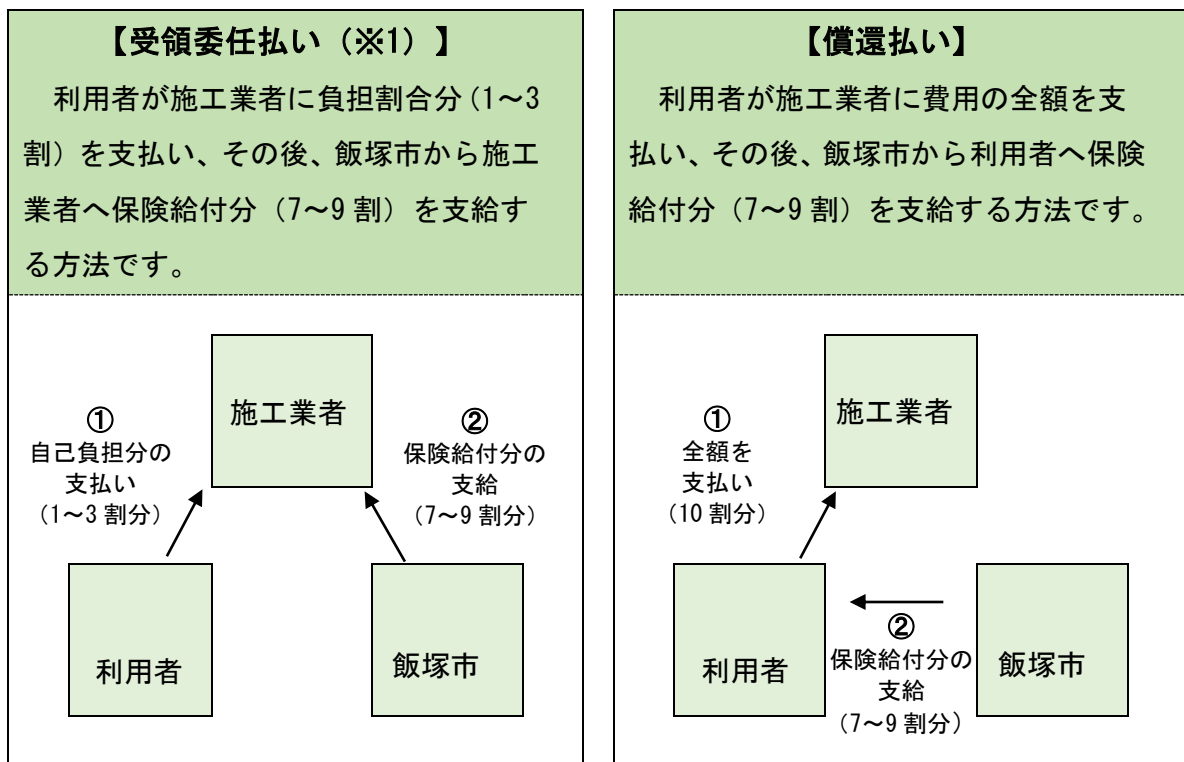 【受領委任払い（※1）】
利用者が施工業者に負担割合分（1～3
割）を支払い、その後、飯塚市から施工
業者へ保険給付分（7～9 割）を支給す
る方法です。
施工業者
①
自己負担分の
支払い
（1～3 割分）
②
保険給付分の
支給
（7～9 割分）
利用者
飯塚市
【償還払い】
利用者が施工業者に費用の全額を支
払い、その後、飯塚市から利用者へ保険
給付分（7～9 割）を支給する方法です。
施工業者
①
全額を
支払い
（10 割分）
利用者
②
保険給付分の
支給
（7～9 割分）
飯塚市